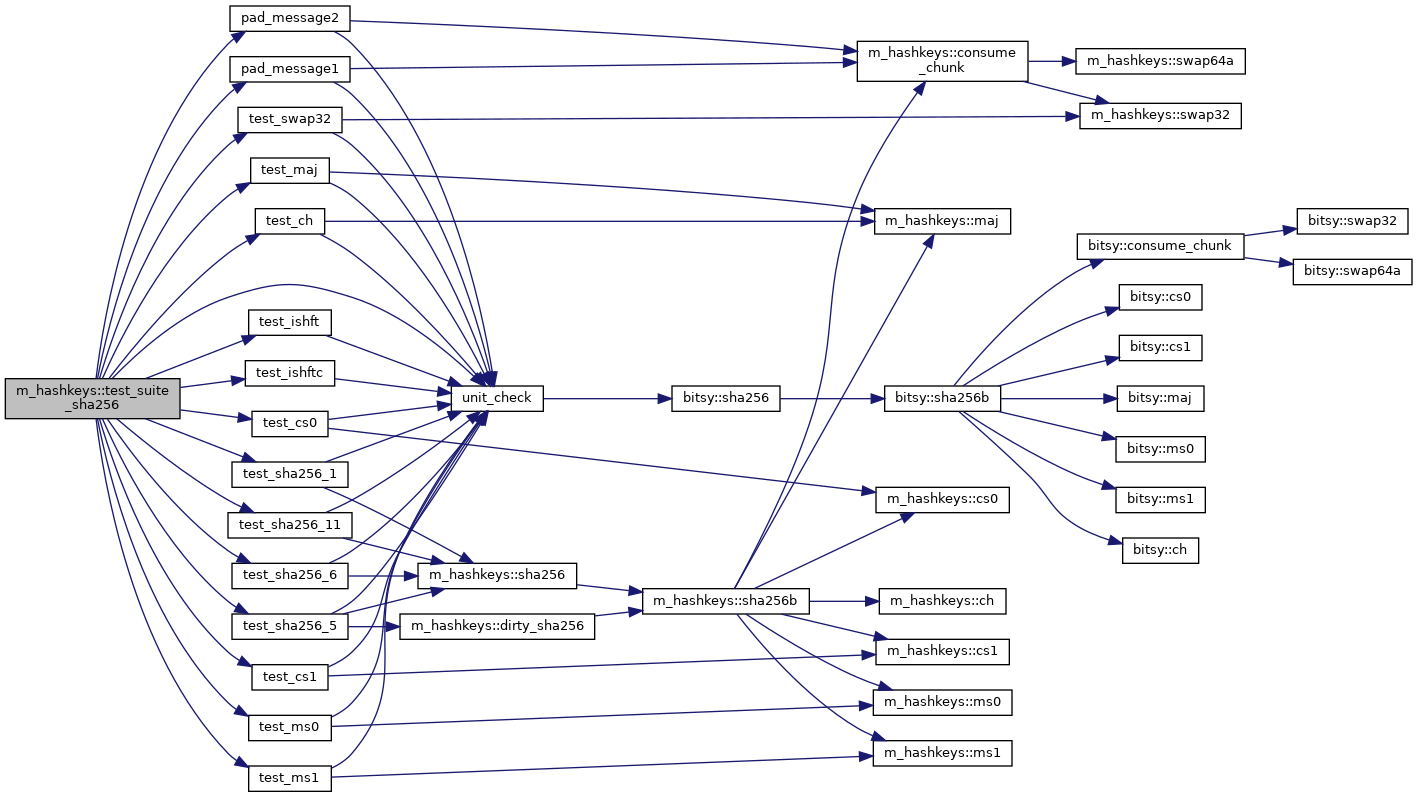 m_hashkeys::test_suite
_sha256
pad_message2
pad_message1
test_swap32
test_maj
test_ch
test_ishft
test_ishftc
test_cs0
test_sha256_1
test_sha256_11
test_sha256_6
test_sha256_5
test_cs1
test_ms0
test_ms1
unit_check
m_hashkeys::sha256
m_hashkeys::dirty_sha256
bitsy::sha256
m_hashkeys::sha256b
m_hashkeys::consume
_chunk
m_hashkeys::maj
bitsy::sha256b
m_hashkeys::cs0
m_hashkeys::ch
m_hashkeys::cs1
m_hashkeys::ms0
m_hashkeys::ms1
m_hashkeys::swap64a
m_hashkeys::swap32
bitsy::consume_chunk
bitsy::cs0
bitsy::cs1
bitsy::maj
bitsy::ms0
bitsy::ms1
bitsy::ch
bitsy::swap32
bitsy::swap64a